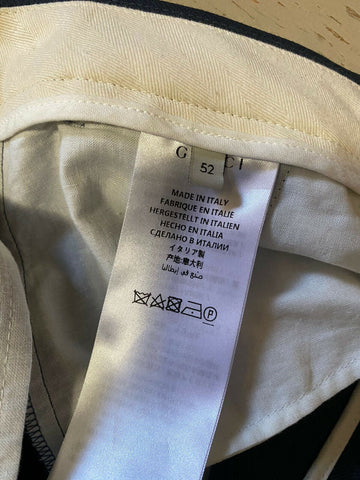 G CI
52
MADE IN ITALY
FABRIQUE EN ITALIE
HERGESTELLT IN ITALIEN
HECHO EN ITALIA
СДЕЛАНО В ИТАЛИИ
イタリア製
产地:意大利
صنع في إيطاليا
P